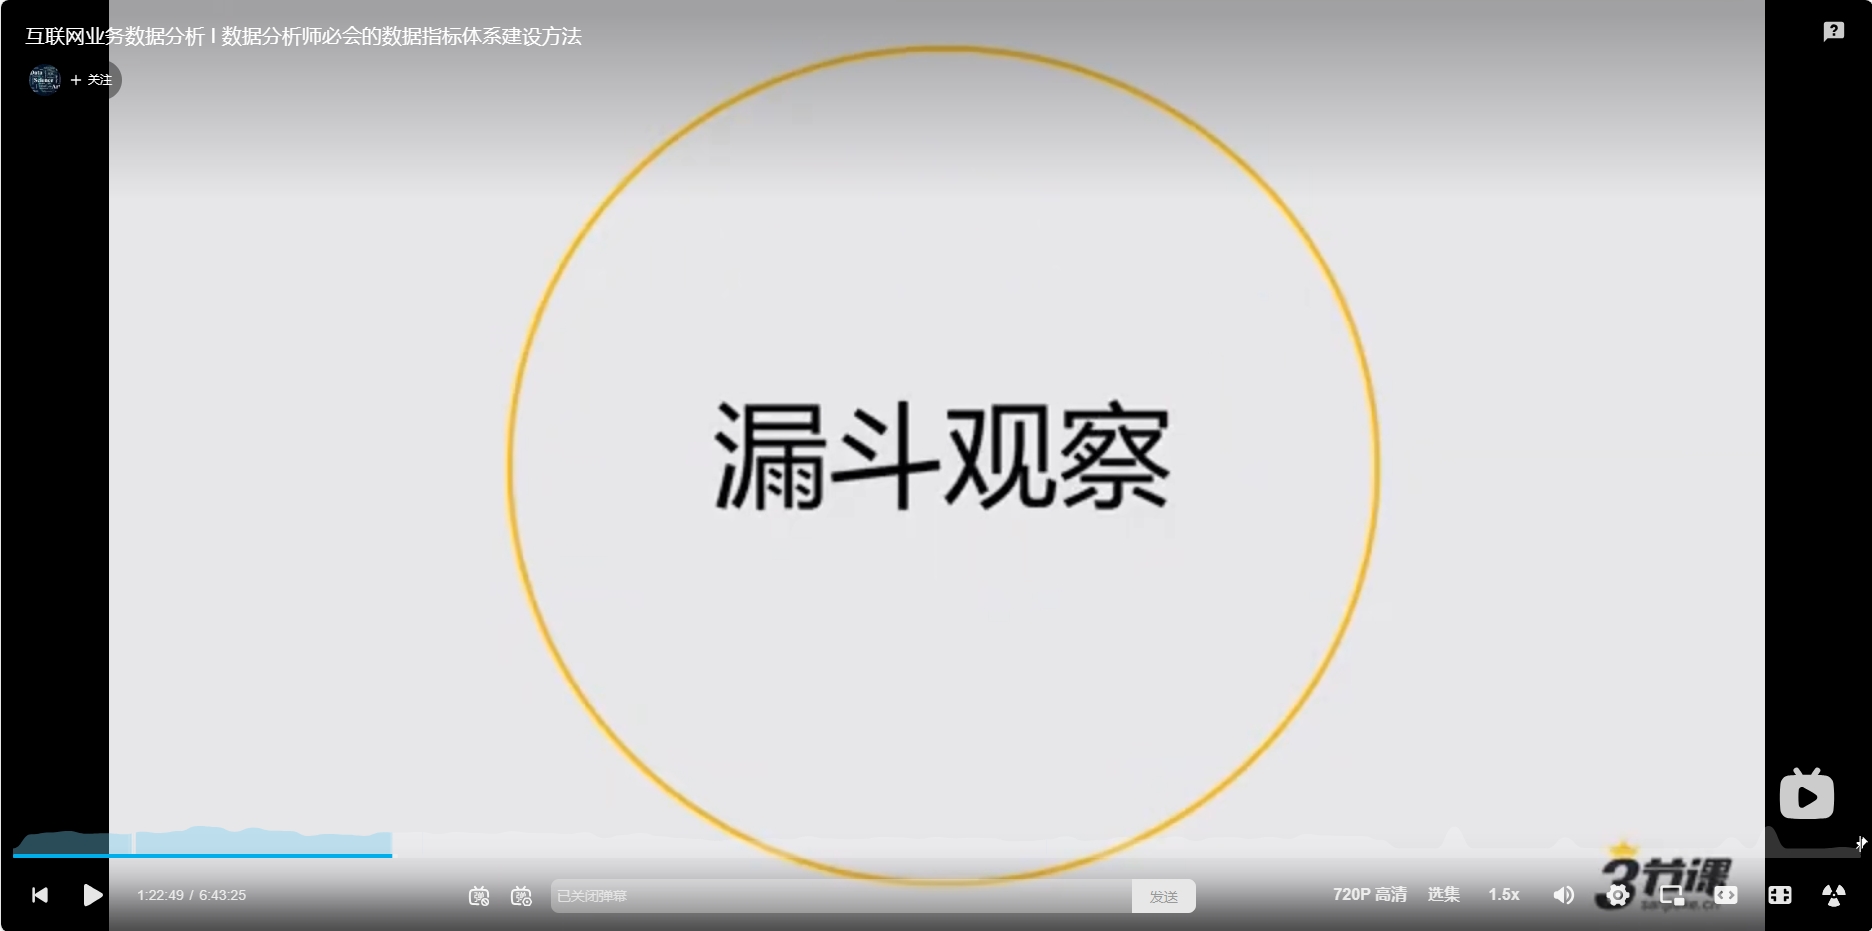 互联网业务数据分析 I 数据分析师必会的数据指标体系建设方法
+ 关注
漏斗观察
3节课
1:22:49 / 6:43:25
已关闭弹幕
发送
720P 高清
选集
1.5x